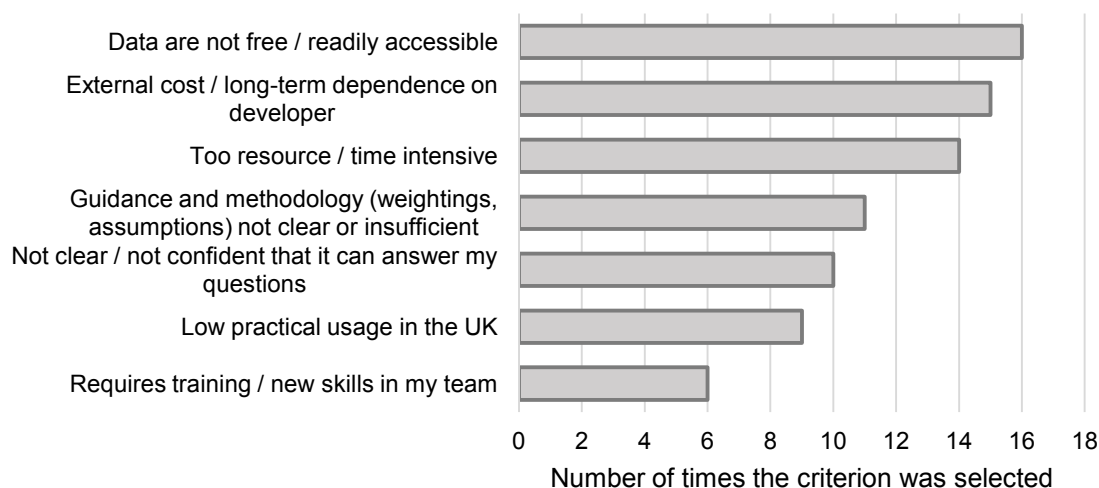 Data are not free / readily accessible
External cost / long-term dependence on
developer
Too resource / time intensive
Guidance and methodology (weightings,
assumptions) not clear or insufficient
Not clear / not confident that it can answer my
questions
Low practical usage in the UK
Requires training / new skills in my team
0 2 4 6 8 10 12 14 16 18
Number of times the criterion was selected